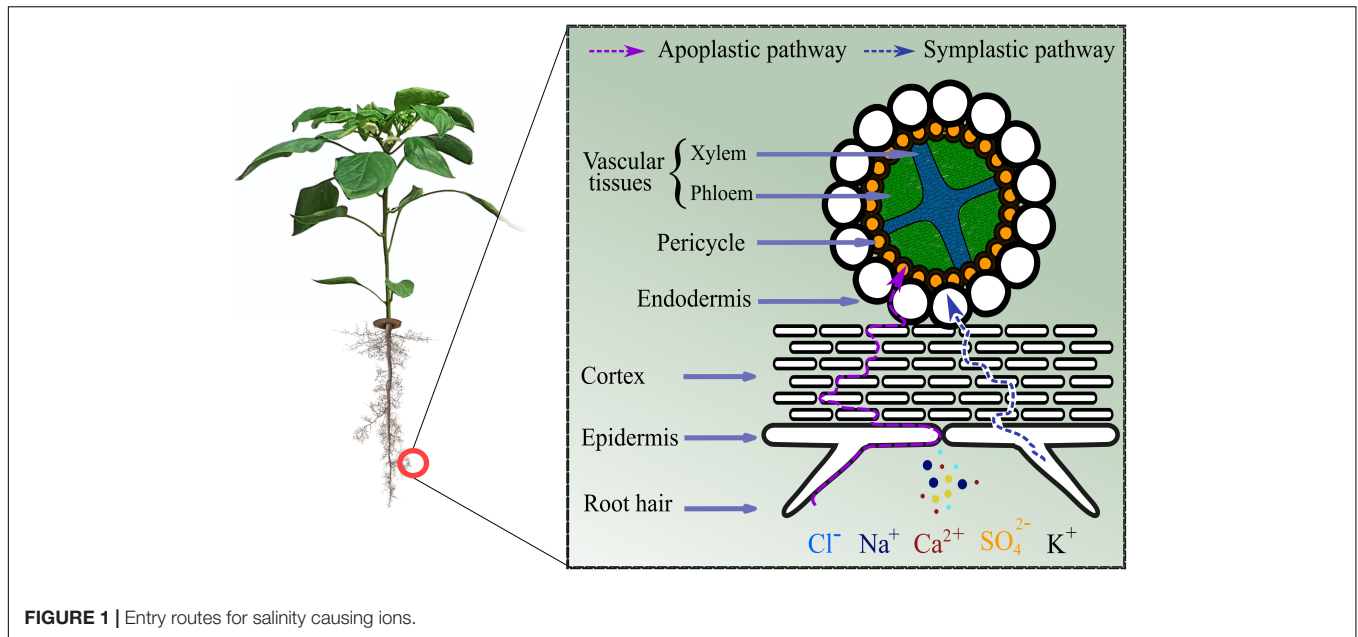 Apoplastic pathway
Symplastic pathway
Vascular
tissues
Xylem
Phloem
Pericycle
Endodermis
Cortex
Epidermis
Root hair
Cl⁻ Na⁺ Ca²⁺ SO₄²⁻ K⁺
FIGURE 1 | Entry routes for salinity causing ions.